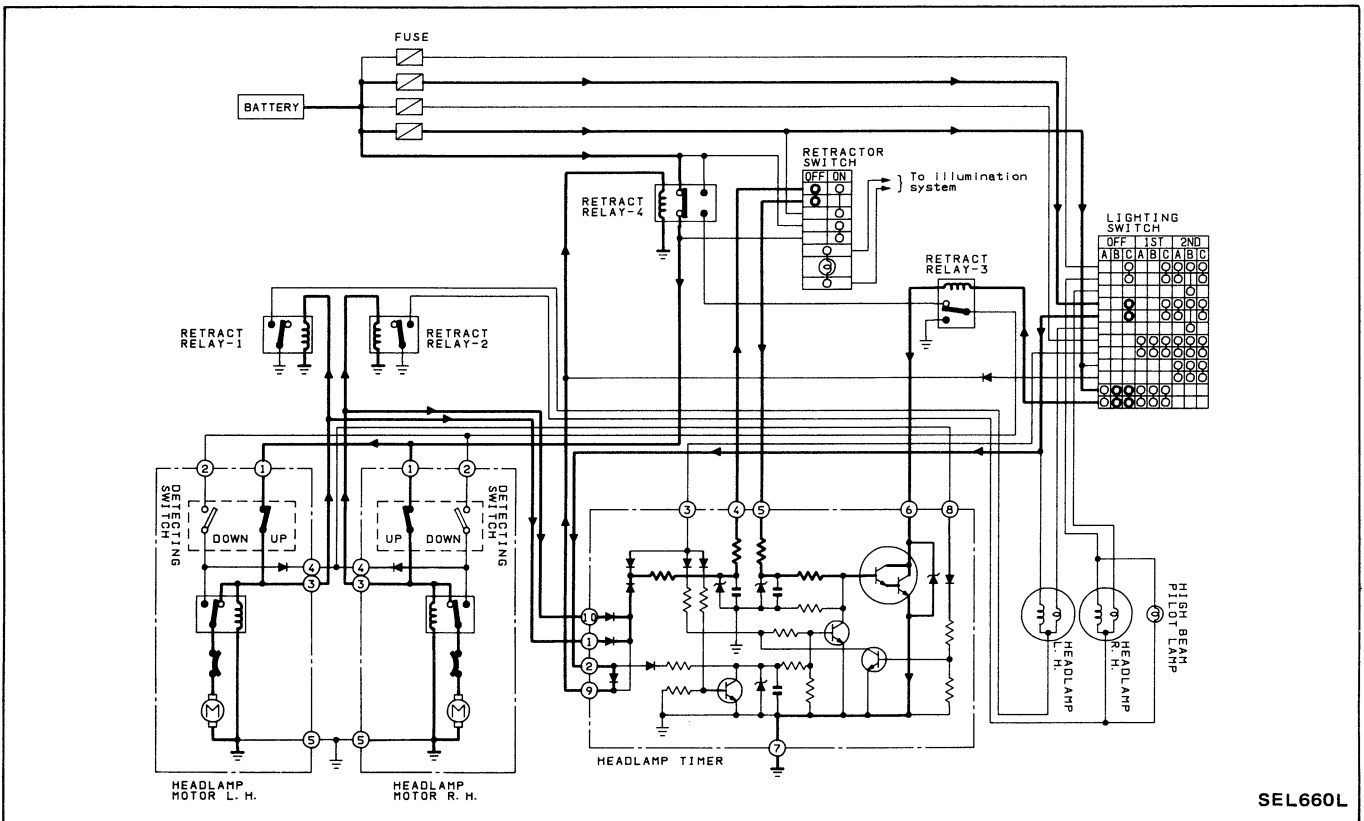 FUSE
BATTERY
RETRACTOR
SWITCH
OFF ON
To illumination
system
RETRACT
RELAY-4
LIGHTING
SWITCH
OFF 1ST 2ND
A B C A B C A B C
RETRACT
RELAY-3
RETRACT
RELAY-1
RETRACT
RELAY-2
2 1 1 2
DETECTING
SWITCH
DOWN UP
UP DOWN
DETECTING
SWITCH
3 4 5 6 8
4 4
3 3
10
1
2
9
M
M
5 5
7
HEADLAMP TIMER
HEADLAMP
L. H.
HEADLAMP
R. H.
HIGH BEAM
PILOT LAMP
HEADLAMP
MOTOR L. H.
HEADLAMP
MOTOR R. H.
SEL660L